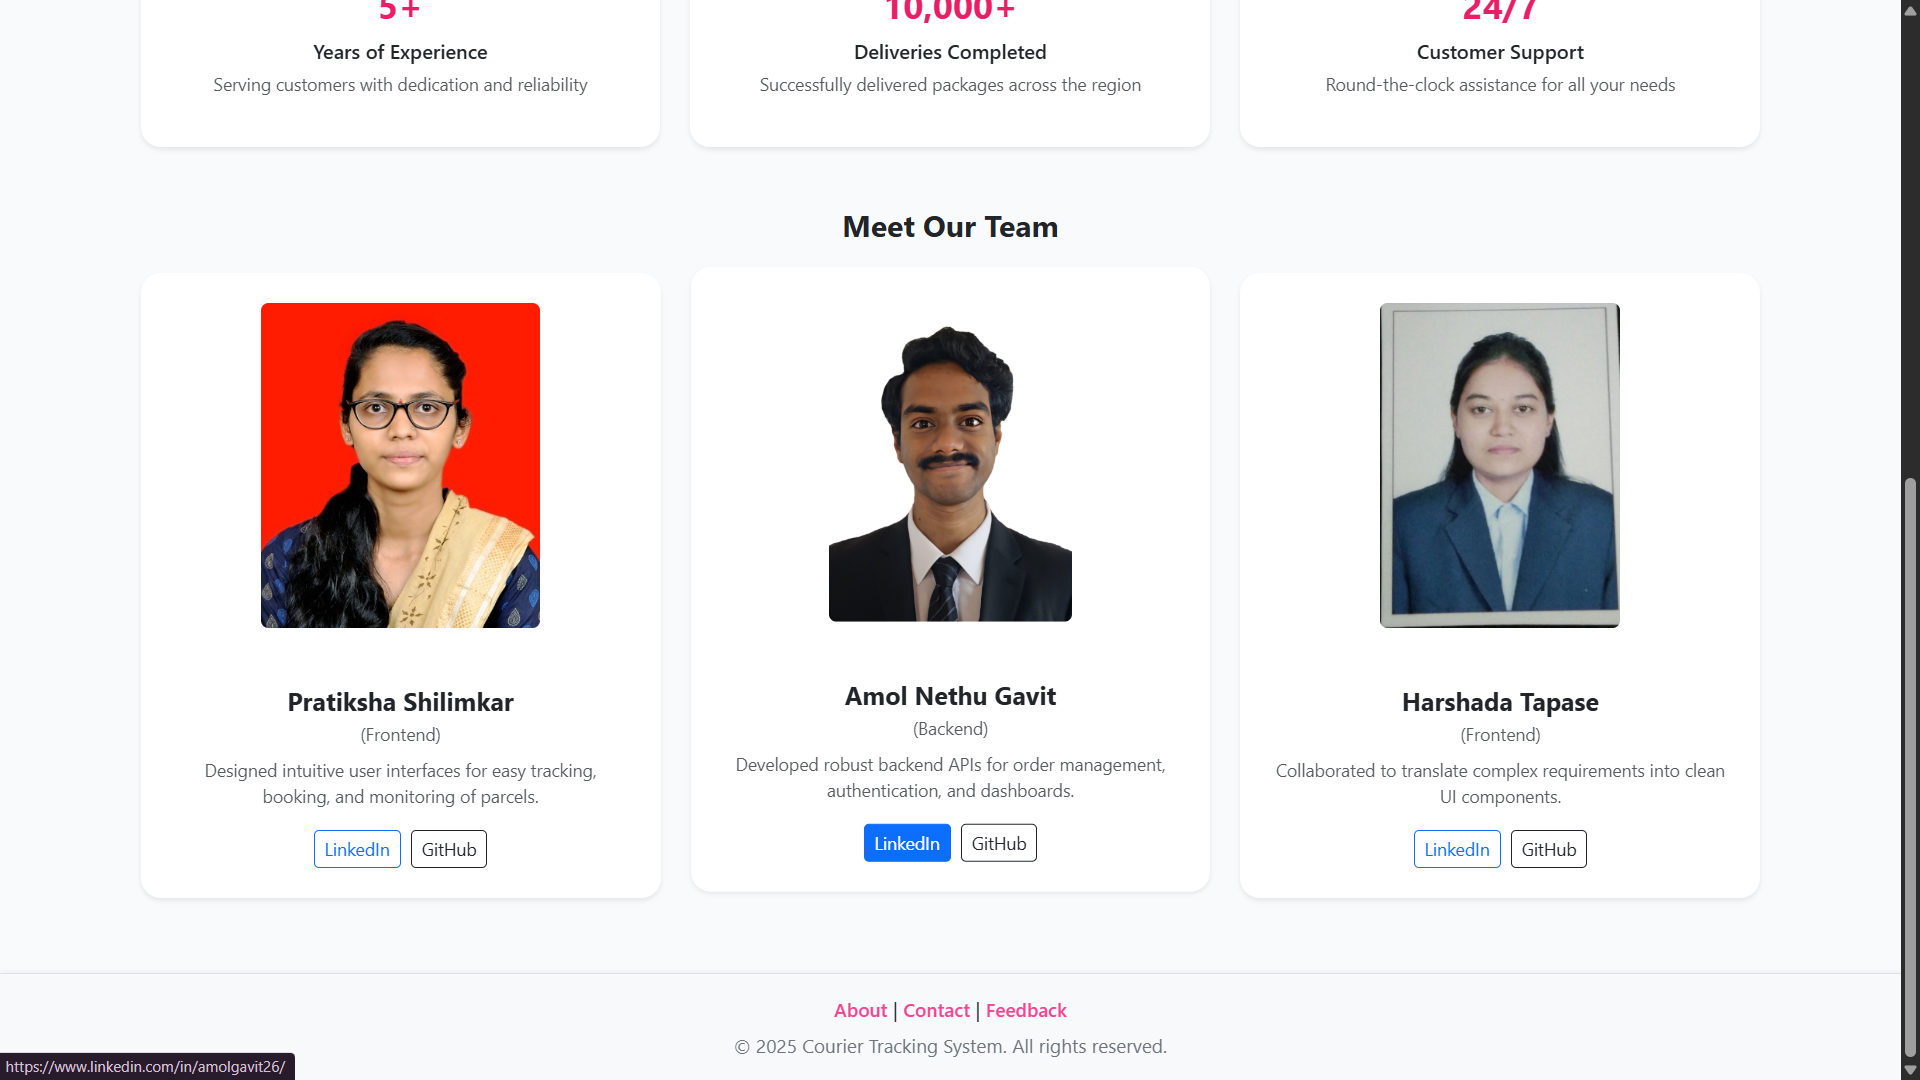 5+
10,000+
24/7
Years of Experience
Deliveries Completed
Customer Support
Serving customers with dedication and reliability
Successfully delivered packages across the region
Round-the-clock assistance for all your needs
Meet Our Team
Pratiksha Shilimkar
(Frontend)
Designed intuitive user interfaces for easy tracking,
booking, and monitoring of parcels.
LinkedIn GitHub
Amol Nethu Gavit
(Backend)
Developed robust backend APIs for order management,
authentication, and dashboards.
LinkedIn GitHub
Harshada Tapase
(Frontend)
Collaborated to translate complex requirements into clean
UI components.
LinkedIn GitHub
About | Contact | Feedback
© 2025 Courier Tracking System. All rights reserved.
https://www.linkedin.com/in/amolgavit26/